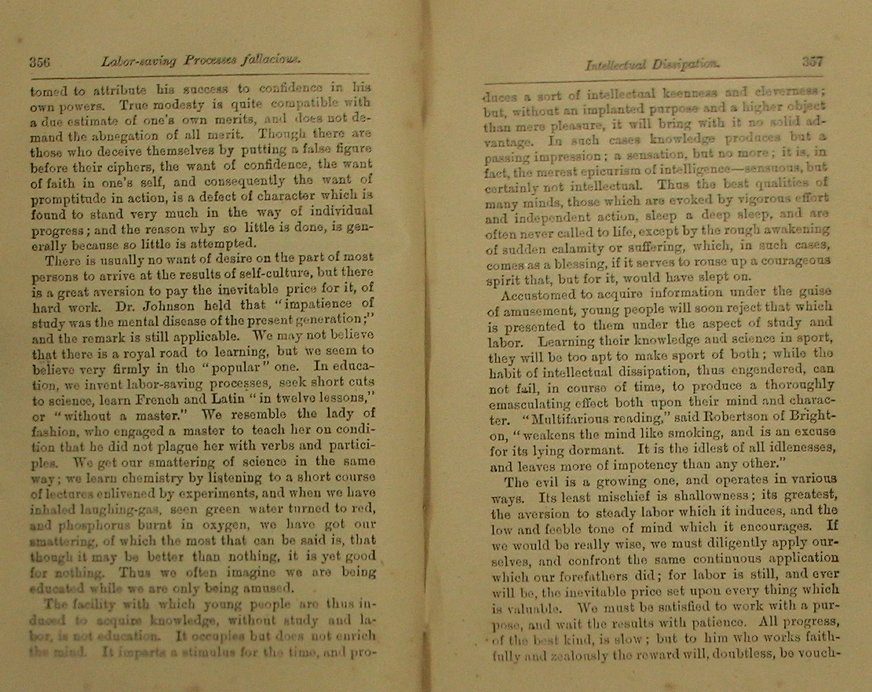 356 Labor-saving Processes fallacious.
tomed to attribute his success to confidence in his
own powers. True modesty is quite compatible with
a due estimate of one's own merits, and does not de-
mand the abnegation of all merit. Though there are
those who deceive themselves by putting a false figure
before their ciphers, the want of confidence, the want
of faith in one's self, and consequently the want of
promptitude in action, is a defect of character which is
found to stand very much in the way of individual
progress; and the reason why so little is done, is gen-
erally because so little is attempted.
There is usually no want of desire on the part of most
persons to arrive at the results of self-culture, but there
is a great aversion to pay the inevitable price for it, of
hard work. Dr. Johnson held that "impatience of
study was the mental disease of the present generation;"
and the remark is still applicable. We may not believe
that there is a royal road to learning, but we seem to
believe very firmly in the "popular" one. In educa-
tion, we invent labor-saving processes, seek short cuts
to science, learn French and Latin "in twelve lessons,"
or "without a master." We resemble the lady of
fashion, who engaged a master to teach her on condi-
tion that he did not plague her with verbs and partici-
ples. We get our smattering of science in the same
way; we learn chemistry by listening to a short course
of lectures enlivened by experiments, and when we have
inhaled laughing-gas, seen green water turned to red,
and phosphorus burnt in oxygen, we have got our
smattering, of which the most that can be said is, that
though it may be better than nothing, it is yet good
for nothing. Thus we often imagine we are being
educated while we are only being amused.
The facility with which young people are thus in-
duced to acquire knowledge, without study and la-
bor, is not education. It occupies but does not enrich
the mind. It imparts a stimulus for the time, and pro-
Intellectual Dissipation. 357
duces a sort of intellectual keenness and cleverness;
but, without an implanted purpose and a higher object
than mere pleasure, it will bring with it no solid ad-
vantage. In such cases knowledge produces but a
passing impression; a sensation, but no more; it is, in
fact, the merest epicurism of intelligence—sensuous, but
certainly not intellectual. Thus the best qualities of
many minds, those which are evoked by vigorous effort
and independent action, sleep a deep sleep, and are
often never called to life, except by the rough awakening
of sudden calamity or suffering, which, in such cases,
comes as a blessing, if it serves to rouse up a courageous
spirit that, but for it, would have slept on.
Accustomed to acquire information under the guise
of amusement, young people will soon reject that which
is presented to them under the aspect of study and
labor. Learning their knowledge and science in sport,
they will be too apt to make sport of both; while the
habit of intellectual dissipation, thus engendered, can
not fail, in course of time, to produce a thoroughly
emasculating effect both upon their mind and charac-
ter. "Multifarious reading," said Robertson of Bright-
on, "weakens the mind like smoking, and is an excuse
for its lying dormant. It is the idlest of all idlenesses,
and leaves more of impotency than any other."
The evil is a growing one, and operates in various
ways. Its least mischief is shallowness; its greatest,
the aversion to steady labor which it induces, and the
low and feeble tone of mind which it encourages. If
we would be really wise, we must diligently apply our-
selves, and confront the same continuous application
which our forefathers did; for labor is still, and ever
will be, the inevitable price set upon every thing which
is valuable. We must be satisfied to work with a pur-
pose, and wait the results with patience. All progress,
of the best kind, is slow; but to him who works faith-
fully and zealously the reward will, doubtless, be vouch-